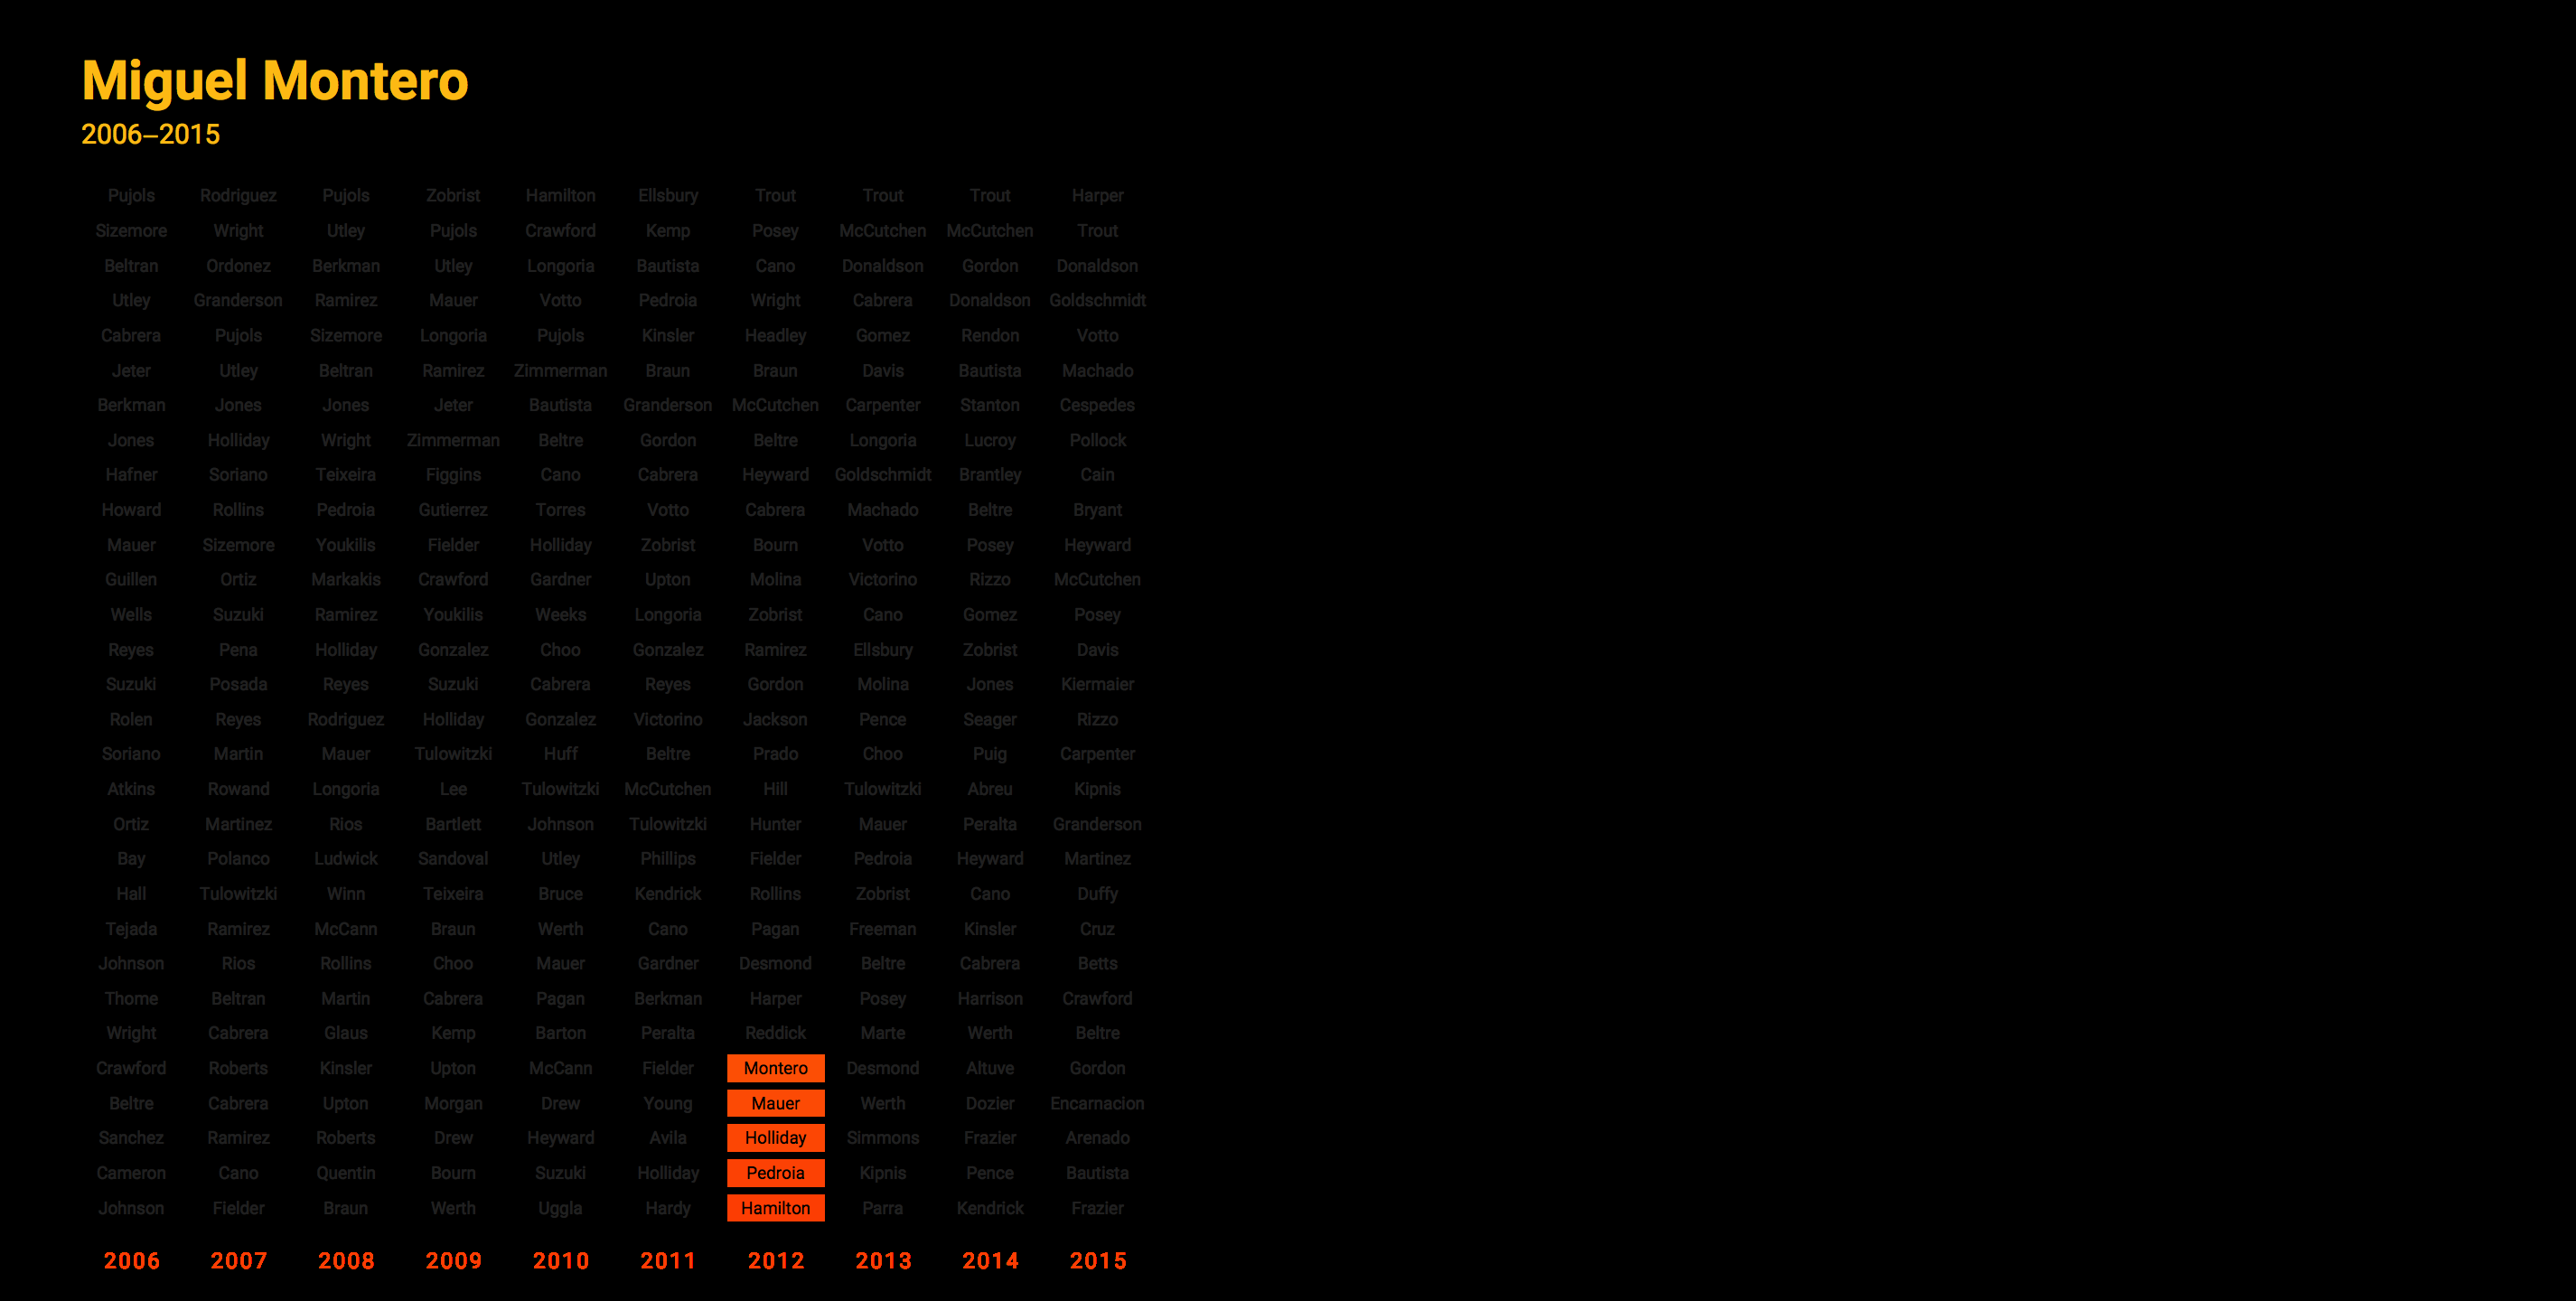 Miguel Montero
2006–2015
Pujols Rodriguez Pujols Zobrist Hamilton Ellsbury Trout Trout Trout Harper
Sizemore Wright Utley Pujols Crawford Kemp Posey McCutchen McCutchen Trout
Beltran Ordonez Berkman Utley Longoria Bautista Cano Donaldson Gordon Donaldson
Utley Granderson Ramirez Mauer Votto Pedroia Wright Cabrera Donaldson Goldschmidt
Cabrera Pujols Sizemore Longoria Pujols Kinsler Headley Gomez Rendon Votto
Jeter Utley Beltran Ramirez Zimmerman Braun Braun Davis Bautista Machado
Berkman Jones Jones Jeter Bautista Granderson McCutchen Carpenter Stanton Cespedes
Jones Holliday Wright Zimmerman Beltre Gordon Beltre Longoria Lucroy Pollock
Hafner Soriano Teixeira Figgins Cano Cabrera Heyward Goldschmidt Brantley Cain
Howard Rollins Pedroia Gutierrez Torres Votto Cabrera Machado Beltre Bryant
Mauer Sizemore Youkilis Fielder Holliday Zobrist Bourn Votto Posey Heyward
Guillen Ortiz Markakis Crawford Gardner Upton Molina Victorino Rizzo McCutchen
Wells Suzuki Ramirez Youkilis Weeks Longoria Zobrist Cano Gomez Posey
Reyes Pena Holliday Gonzalez Choo Gonzalez Ramirez Ellsbury Zobrist Davis
Suzuki Posada Reyes Suzuki Cabrera Reyes Gordon Molina Jones Kiermaier
Rolen Reyes Rodriguez Holliday Gonzalez Victorino Jackson Pence Seager Rizzo
Soriano Martin Mauer Tulowitzki Huff Beltre Prado Choo Puig Carpenter
Atkins Rowand Longoria Lee Tulowitzki McCutchen Hill Tulowitzki Abreu Kipnis
Ortiz Martinez Rios Bartlett Johnson Tulowitzki Hunter Mauer Peralta Granderson
Bay Polanco Ludwick Sandoval Utley Phillips Fielder Pedroia Heyward Martinez
Hall Tulowitzki Winn Teixeira Bruce Kendrick Rollins Zobrist Cano Duffy
Tejada Ramirez McCann Braun Werth Cano Pagan Freeman Kinsler Cruz
Johnson Rios Rollins Choo Mauer Gardner Desmond Beltre Cabrera Betts
Thome Beltran Martin Cabrera Pagan Berkman Harper Posey Harrison Crawford
Wright Cabrera Glaus Kemp Barton Peralta Reddick Marte Werth Beltre
Crawford Roberts Kinsler Upton McCann Fielder Montero Desmond Altuve Gordon
Beltre Cabrera Upton Morgan Drew Young Mauer Werth Dozier Encarnacion
Sanchez Ramirez Roberts Drew Heyward Avila Holliday Simmons Frazier Arenado
Cameron Cano Quentin Bourn Suzuki Holliday Pedroia Kipnis Pence Bautista
Johnson Fielder Braun Werth Uggla Hardy Hamilton Parra Kendrick Frazier
2006 2007 2008 2009 2010 2011 2012 2013 2014 2015